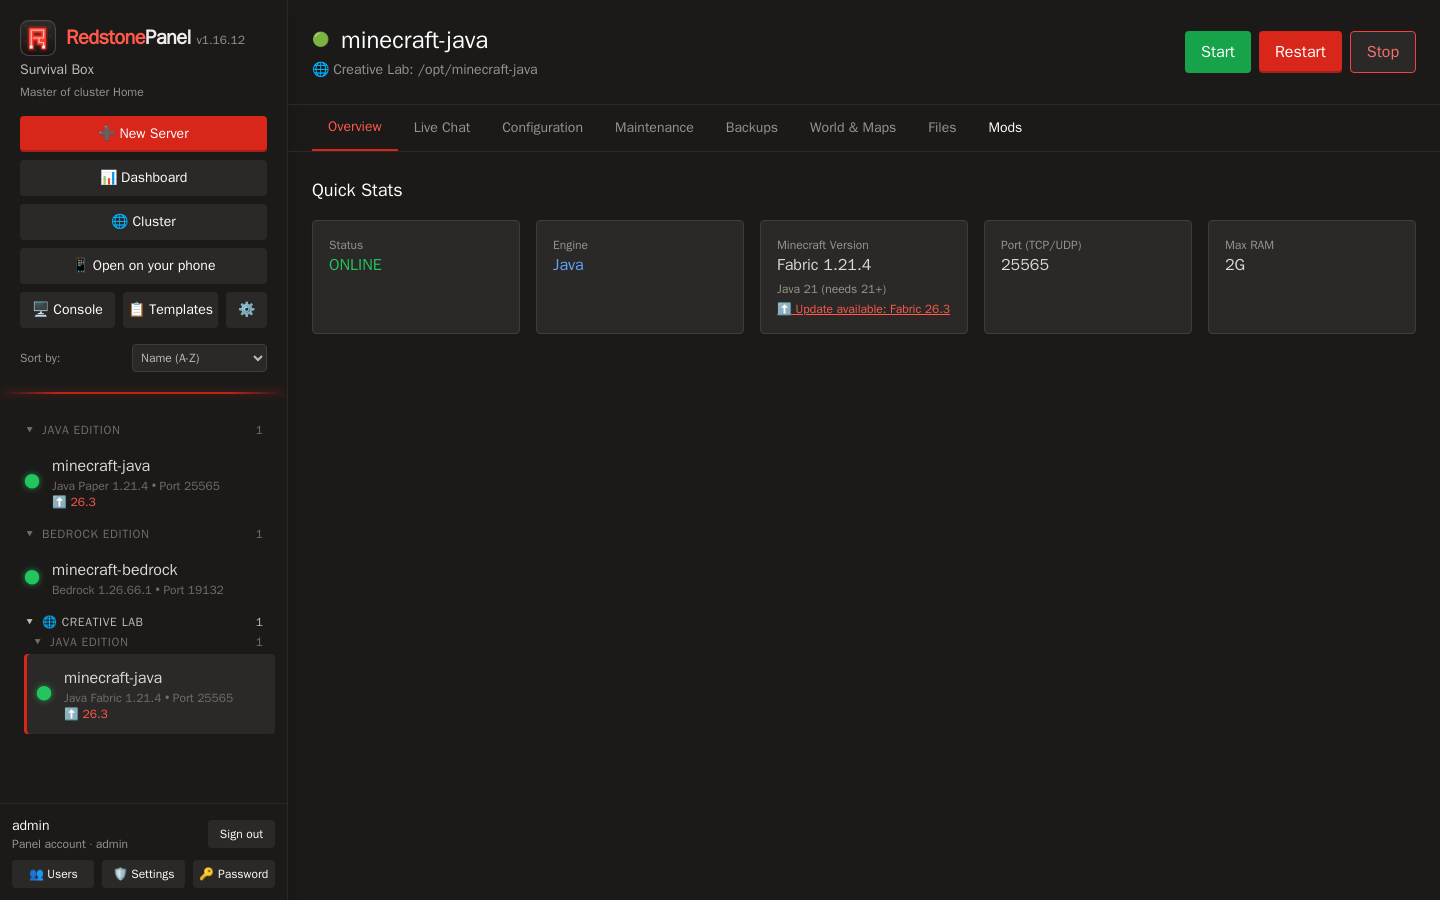 RedstonePanel v1.16.12
Survival Box
Master of cluster Home
New Server
Dashboard
Cluster
Open on your phone
Console
Templates
Sort by:
Name (A-Z)
JAVA EDITION 1
minecraft-java
Java Paper 1.21.4 • Port 25565
26.3
BEDROCK EDITION 1
minecraft-bedrock
Bedrock 1.26.66.1 • Port 19132
CREATIVE LAB 1
JAVA EDITION 1
minecraft-java
Java Fabric 1.21.4 • Port 25565
26.3
admin
Panel account · admin
Sign out
Users
Settings
Password
minecraft-java
Creative Lab: /opt/minecraft-java
Start
Restart
Stop
Overview
Live Chat
Configuration
Maintenance
Backups
World & Maps
Files
Mods
Quick Stats
Status
ONLINE
Engine
Java
Minecraft Version
Fabric 1.21.4
Java 21 (needs 21+)
Update available: Fabric 26.3
Port (TCP/UDP)
25565
Max RAM
2G